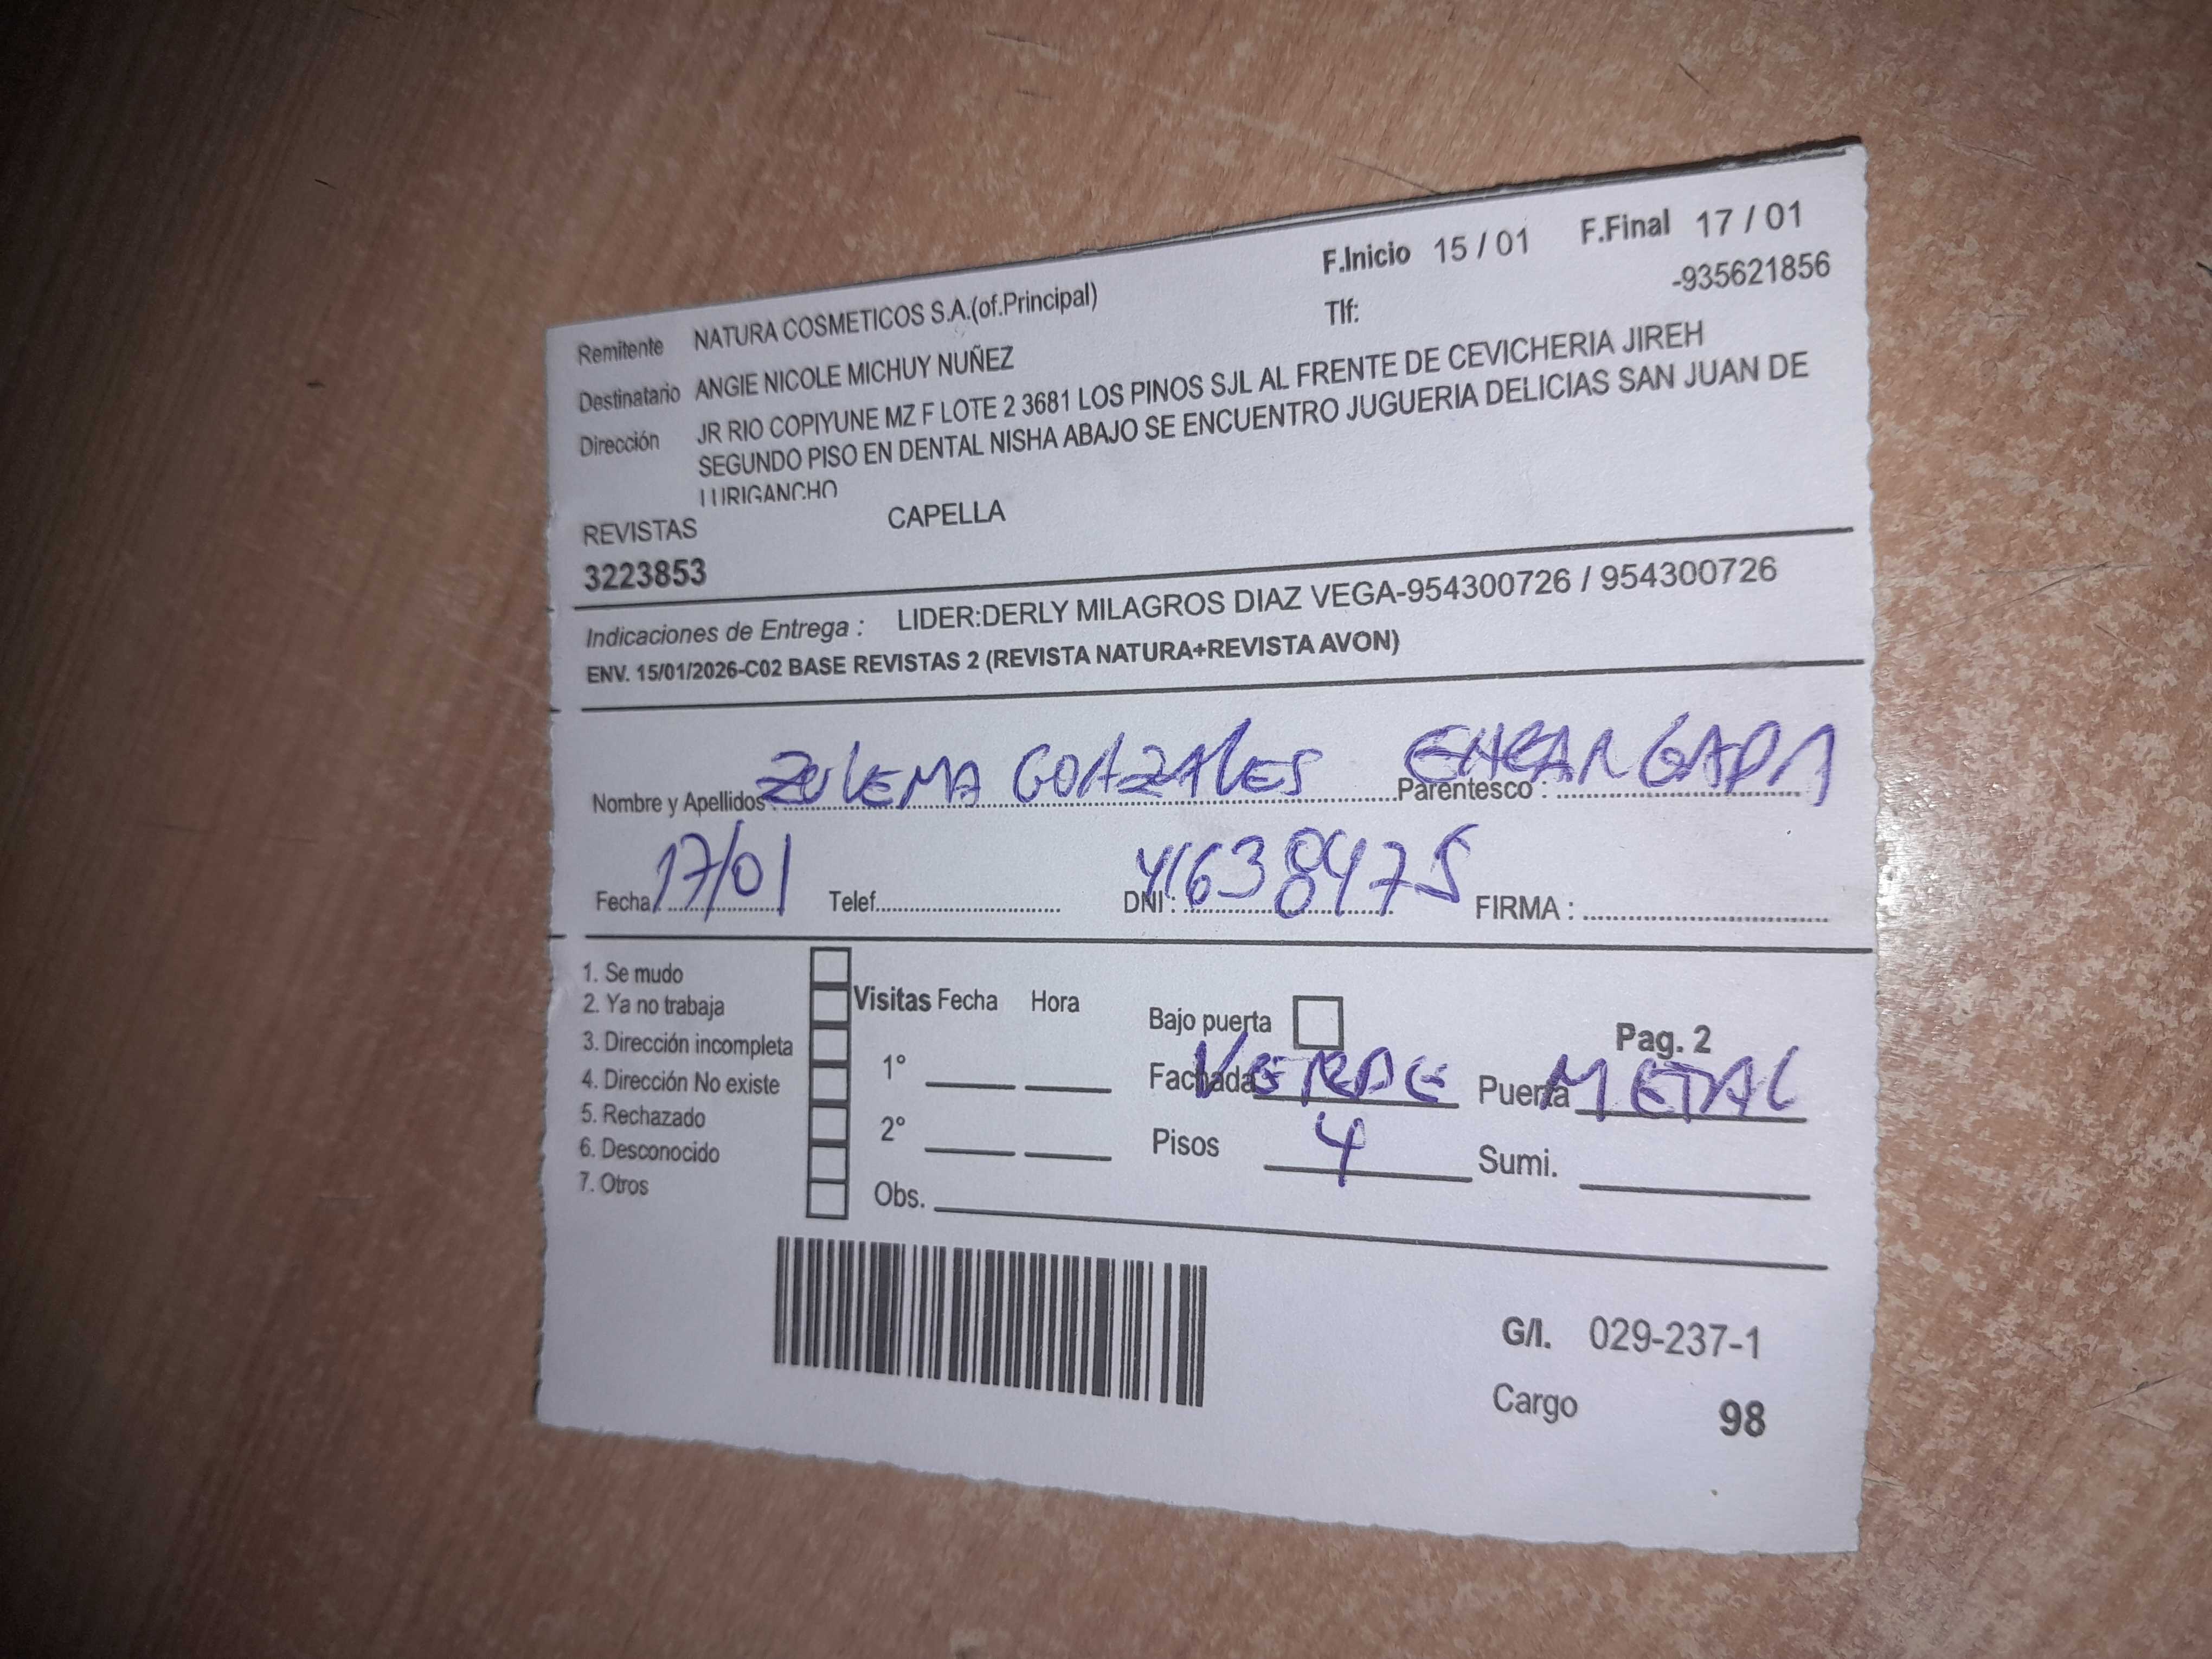 F.Inicio 15 / 01 F.Final 17 / 01
Remitente NATURA COSMETICOS S.A.(of.Principal) Tlf: -935621856
Destinatario ANGIE NICOLE MICHUY NUÑEZ
Dirección JR RIO COPIYUNE MZ F LOTE 2 3681 LOS PINOS SJL AL FRENTE DE CEVICHERIA JIREH
SEGUNDO PISO EN DENTAL NISHA ABAJO SE ENCUENTRO JUGUERIA DELICIAS SAN JUAN DE
LURIGANCHO
REVISTAS CAPELLA
3223853
Indicaciones de Entrega : LIDER:DERLY MILAGROS DIAZ VEGA-954300726 / 954300726
ENV. 15/01/2026-C02 BASE REVISTAS 2 (REVISTA NATURA+REVISTA AVON)
Nombre y Apellidos : ZULEMA GONZALES Parentesco : ENCARGADA
Fecha : 17/01 Telef. DNI : 41638475 FIRMA :
1. Se mudo
2. Ya no trabaja
3. Dirección incompleta
4. Dirección No existe
5. Rechazado
6. Desconocido
7. Otros
Visitas Fecha Hora
1°
2°
Obs.
Bajo puerta Pag. 2
Fachada VERDE Puerta METAL
Pisos 4 Sumi.
G/I. 029-237-1
Cargo 98